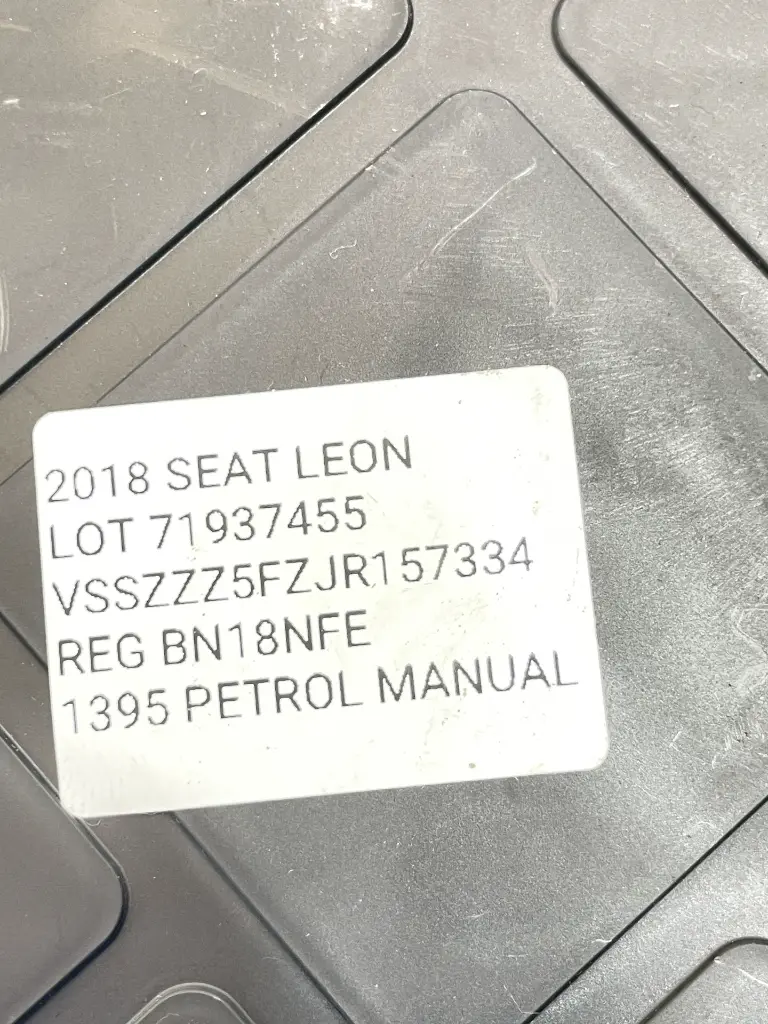 2018 SEAT LEON
LOT 71937455
VSSZZZ5FZJR157334
REG BN18NFE
1395 PETROL MANUAL